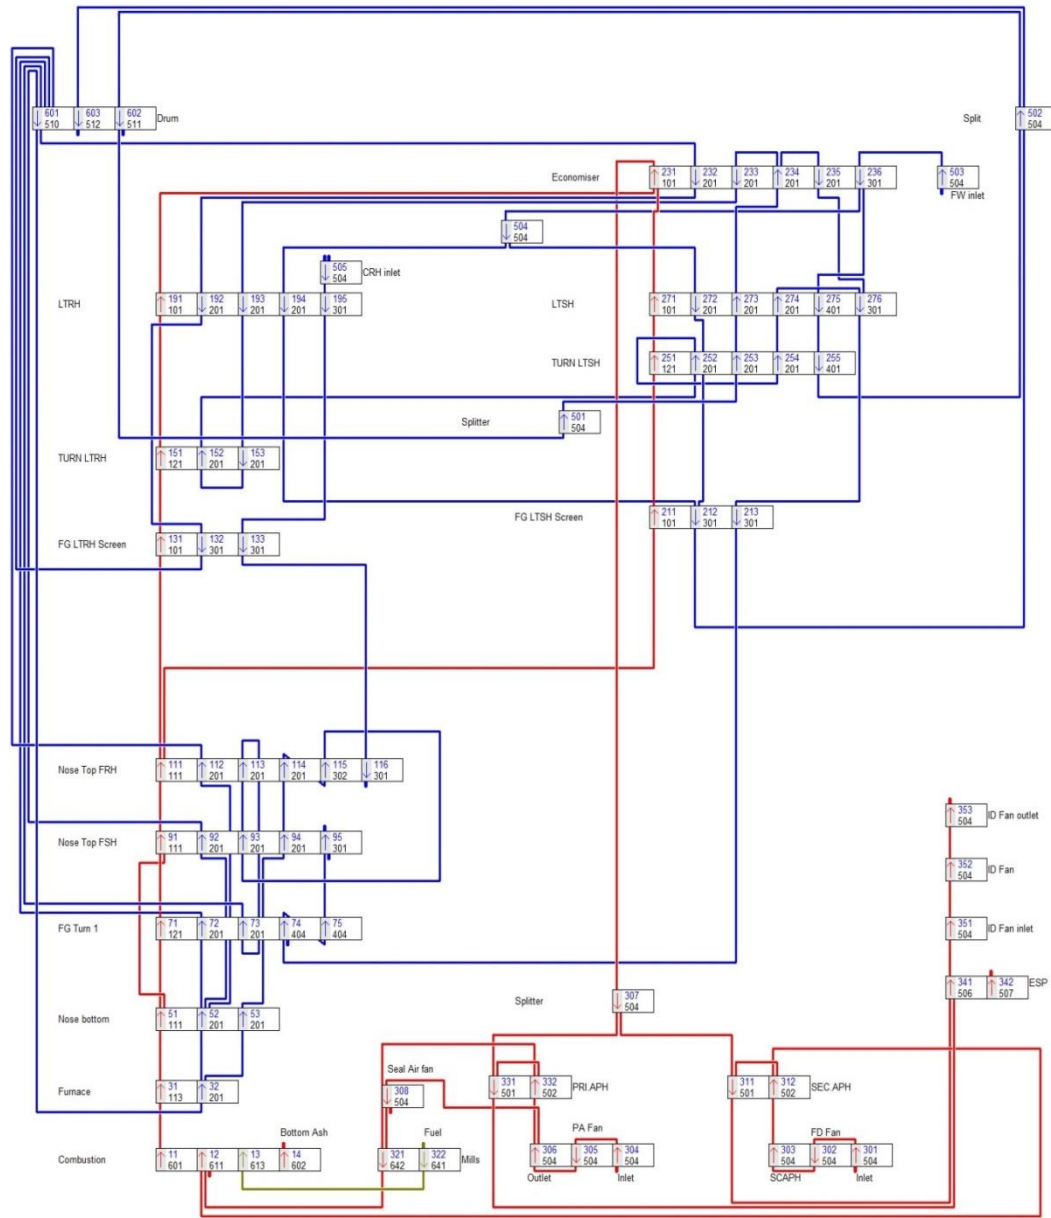 601 603 602
510 512 511 Drum
Split 502
504
Economiser 231 232 233 234 235 236 503
101 201 201 201 201 301 504
FW inlet
504
504
505 CRH inlet
504
LTRH 191 192 193 194 195 LTSH 271 272 273 274 275 276
101 201 201 201 301 101 201 201 201 401 301
TURN LTSH 251 252 253 254 255
121 201 201 201 401
Splitter 501
504
TURN LTRH 151 152 153
121 201 201
FG LTSH Screen 211 212 213
101 301 301
FG LTRH Screen 131 132 133
101 301 301
Nose Top FRH 111 112 113 114 115 116
111 201 201 201 302 301
353 ID Fan outlet
504
Nose Top FSH 91 92 93 94 95
111 201 201 201 301
352 ID Fan
504
FG Turn 1 71 72 73 74 75
121 201 201 404 404
351 ID Fan inlet
504
341 342 ESP
506 507
Splitter 307
504
Nose bottom 51 52 53
111 201 201
Seal Air fan
308
504
Furnace 31 32
113 201
331 332 PRI.APH
501 502
311 312 SEC APH
501 502
Bottom Ash Fuel PA Fan FD Fan
Combustion 11 12 13 14 321 322 Mills
601 611 613 602 642 641
306 305 304 303 302 301
504 504 504 504 504 504
Outlet Inlet SCAPH Inlet